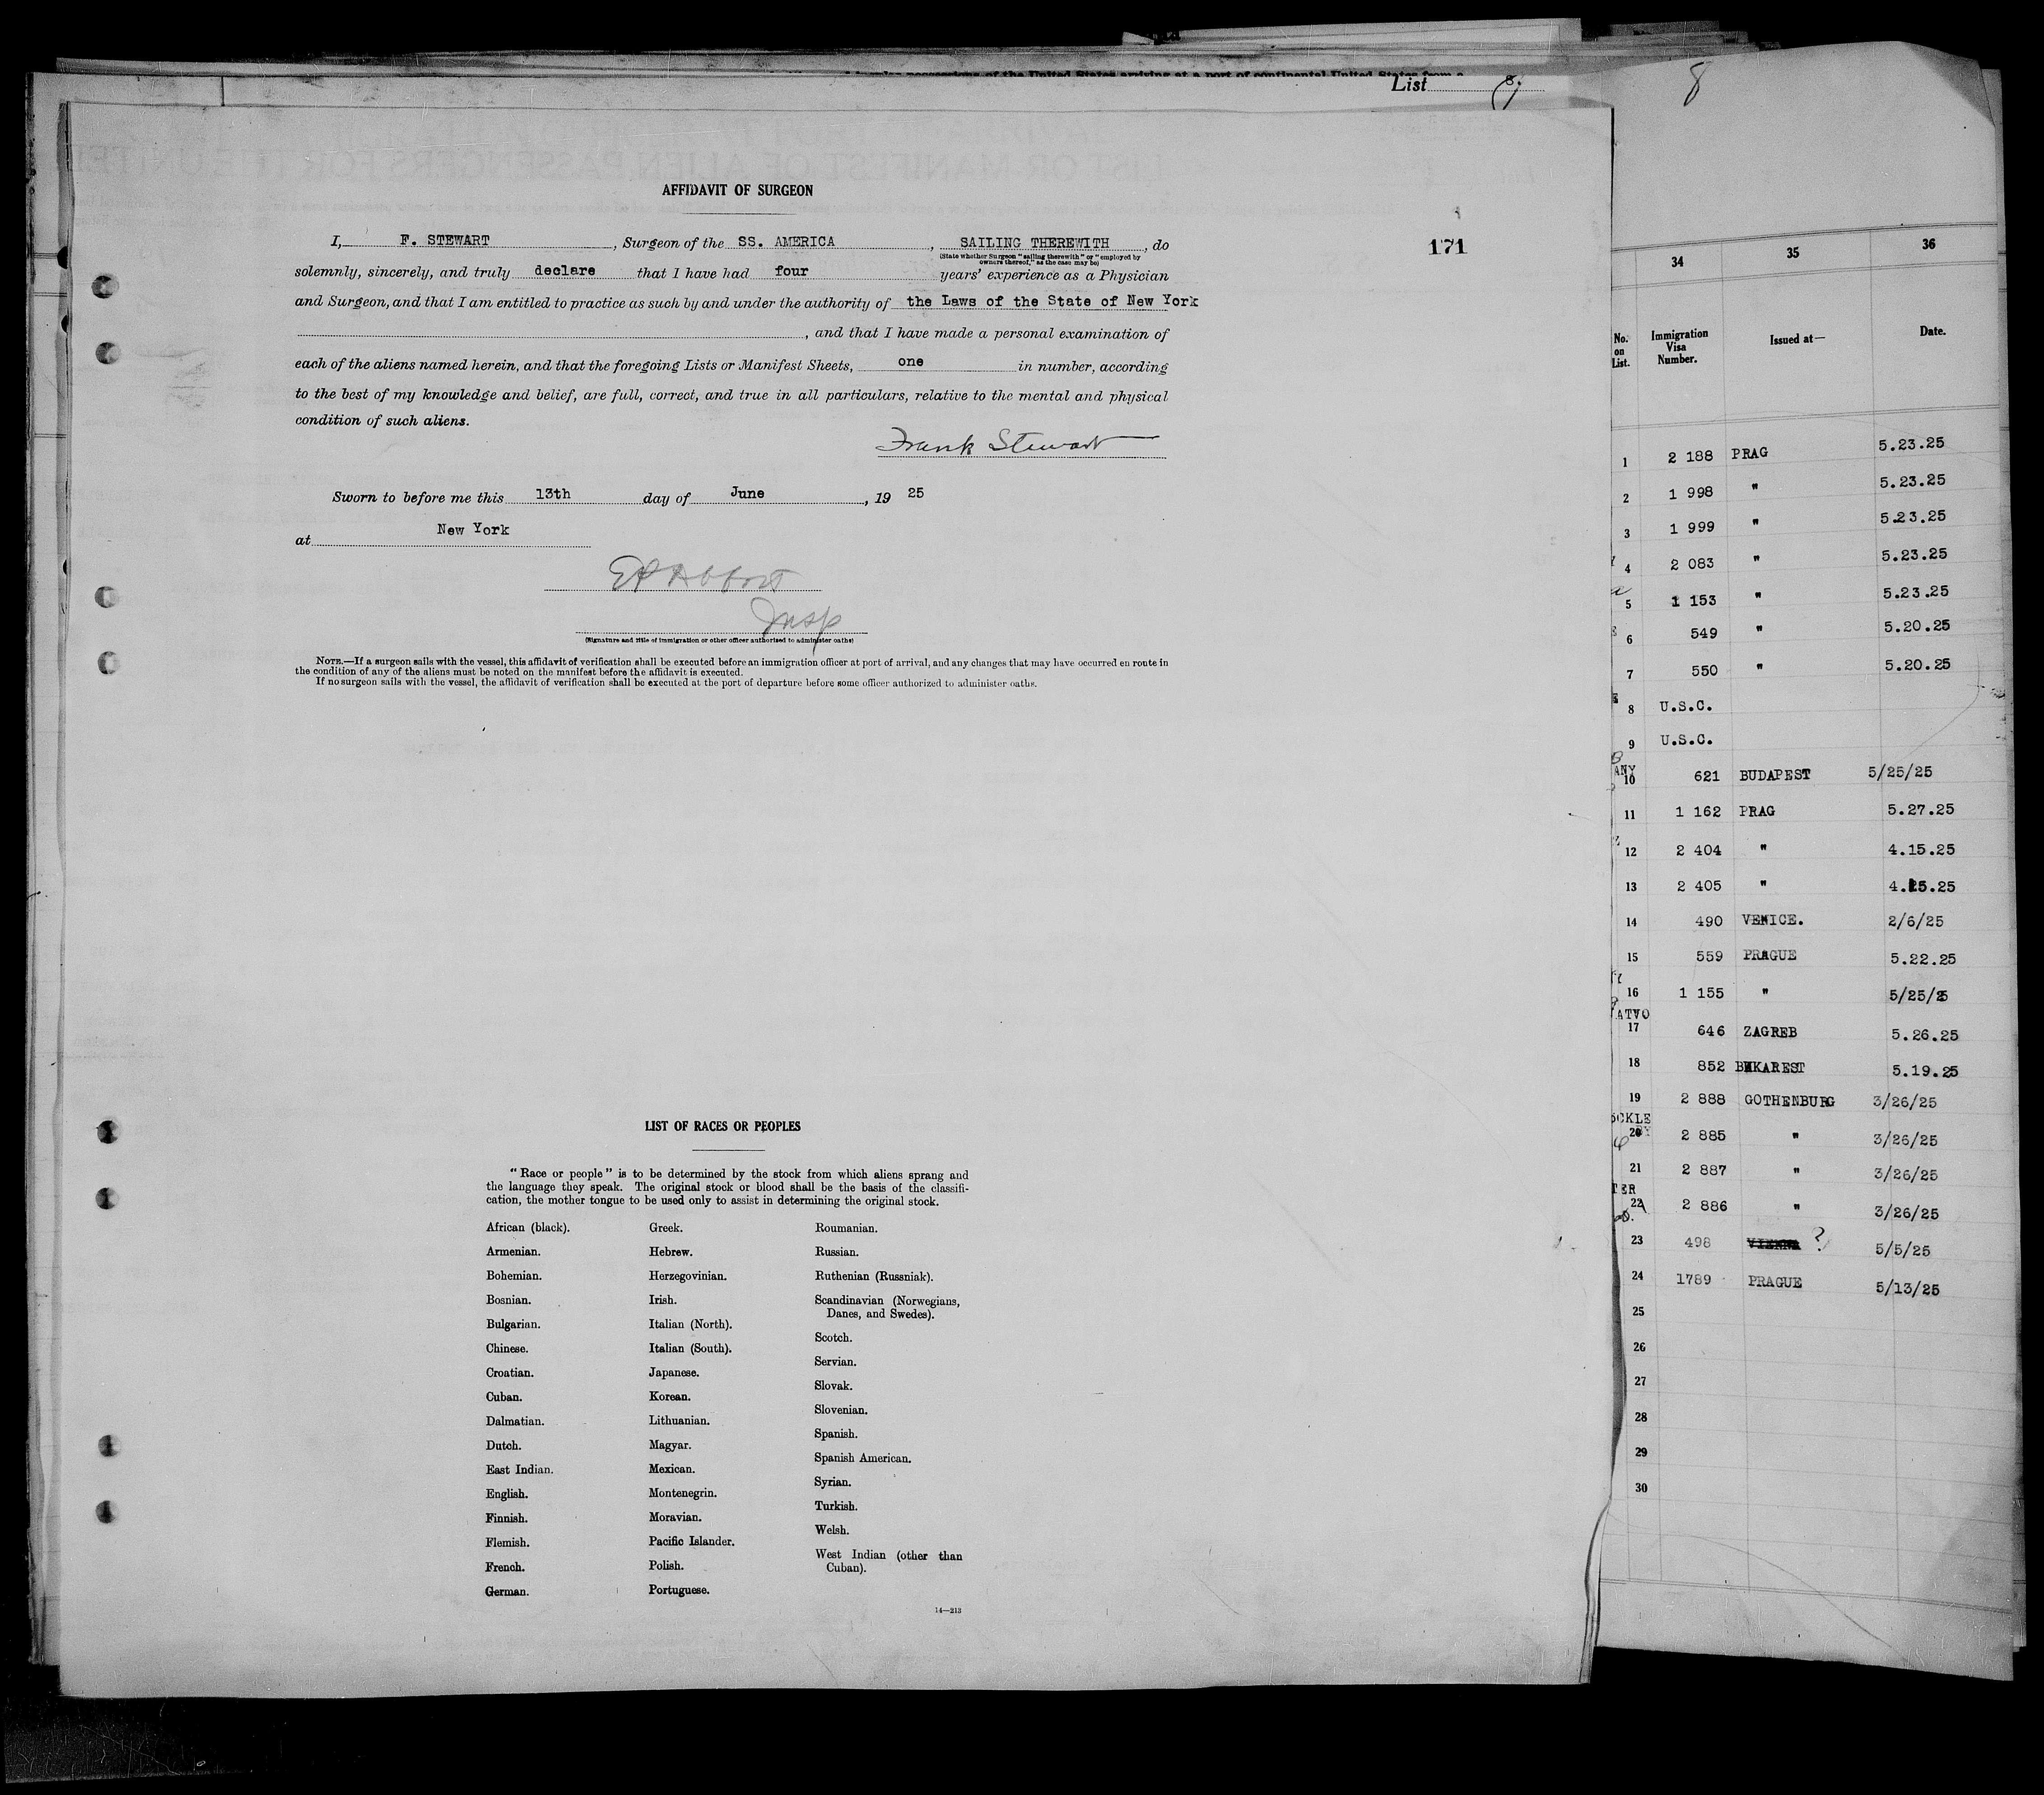 List 8
8
AFFIDAVIT OF SURGEON
171
I, F. STEWART, Surgeon of the SS. AMERICA, SAILING THEREWITH, do
(State whether Surgeon "sailing therewith" or "employed by
owners thereof," as the case may be)
solemnly, sincerely, and truly declare that I have had four years' experience as a Physician
and Surgeon, and that I am entitled to practice as such by and under the authority of the Laws of the State of New York
, and that I have made a personal examination of
each of the aliens named herein, and that the foregoing Lists or Manifest Sheets, one in number, according
to the best of my knowledge and belief, are full, correct, and true in all particulars, relative to the mental and physical
condition of such aliens.
Frank Stewart
Sworn to before me this 13th day of June, 19 25
at New York
Abbott
Insp
(Signature and title of immigration or other officer authorized to administer oaths)
NOTE.—If a surgeon sails with the vessel, this affidavit of verification shall be executed before an immigration officer at port of arrival, and any changes that may have occurred en route in
the condition of any of the aliens must be noted on the manifest before the affidavit is executed.
If no surgeon sails with the vessel, the affidavit of verification shall be executed at the port of departure before some officer authorized to administer oaths.
LIST OF RACES OR PEOPLES
"Race or people" is to be determined by the stock from which aliens sprang and
the language they speak. The original stock or blood shall be the basis of the classifi-
cation, the mother tongue to be used only to assist in determining the original stock.
African (black).
Armenian.
Bohemian.
Bosnian.
Bulgarian.
Chinese.
Croatian.
Cuban.
Dalmatian.
Dutch.
East Indian.
English.
Finnish.
Flemish.
French.
German.
Greek.
Hebrew.
Herzegovinian.
Irish.
Italian (North).
Italian (South).
Japanese.
Korean.
Lithuanian.
Magyar.
Mexican.
Montenegrin.
Moravian.
Pacific Islander.
Polish.
Portuguese.
Roumanian.
Russian.
Ruthenian (Russniak).
Scandinavian (Norwegians,
Danes, and Swedes).
Scotch.
Servian.
Slovak.
Slovenian.
Spanish.
Spanish American.
Syrian.
Turkish.
Welsh.
West Indian (other than
Cuban).
14—213
34 35 36
No. on List. Immigration Visa Number. Issued at— Date.
1 2 188 PRAG 5.23.25
2 1 998 " 5.23.25
3 1 999 " 5.23.25
4 2 083 " 5.23.25
5 1 153 " 5.23.25
6 549 " 5.20.25
7 550 " 5.20.25
8 U.S.C.
9 U.S.C.
10 621 BUDAPEST 5/25/25
11 1 162 PRAG 5.27.25
12 2 404 " 4.15.25
13 2 405 " 4.15.25
14 490 VENICE. 2/6/25
15 559 PRAGUE 5.22.25
16 1 155 " 5/25/25
17 646 ZAGREB 5.26.25
18 852 BUKAREST 5.19.25
19 2 888 GOTHENBURG 3/26/25
20 2 885 " 3/26/25
21 2 887 " 3/26/25
22 2 886 " 3/26/25
23 498 VIENNA ? 5/5/25
24 1789 PRAGUE 5/13/25
25
26
27
28
29
30